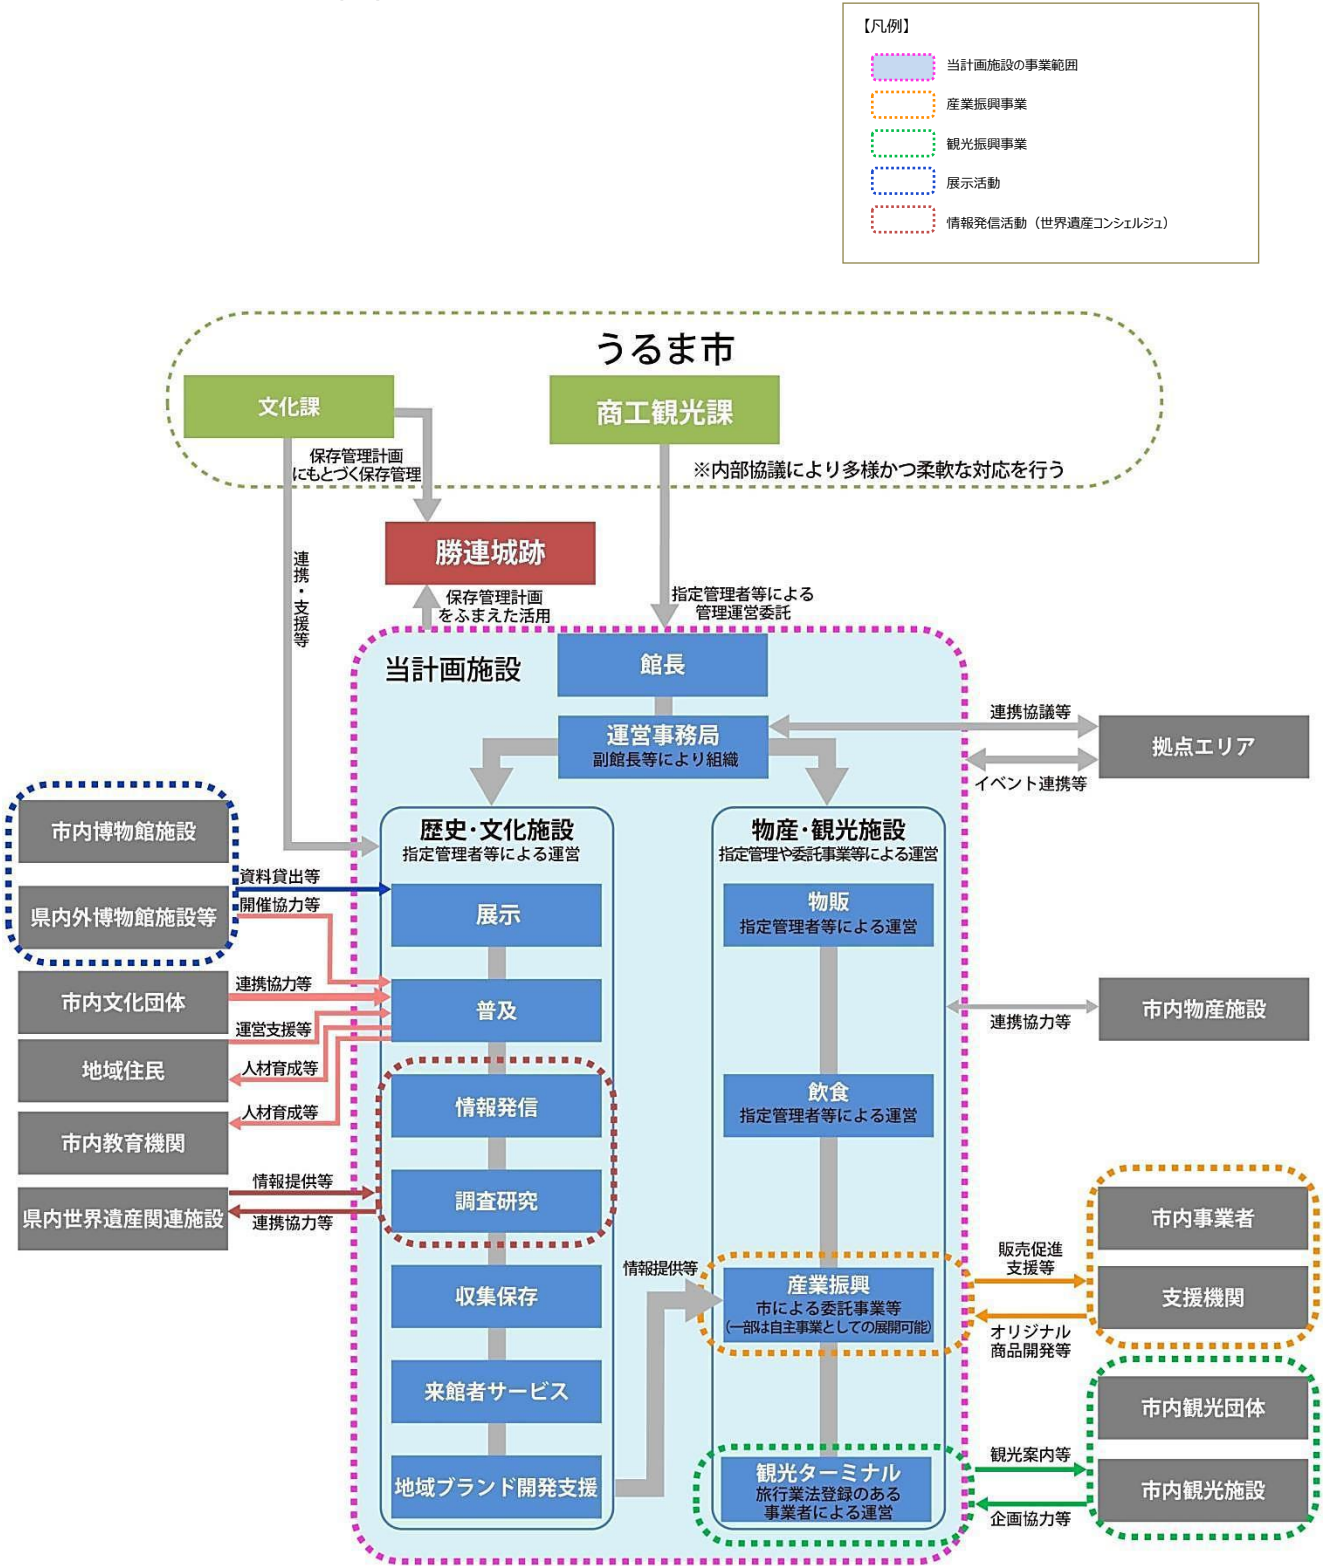 【凡例】
当計画施設の事業範囲
産業振興事業
観光振興事業
展示活動
情報発信活動（世界遺産コンシェルジュ）
うるま市
文化課
商工観光課
保存管理計画
にもとづく保存管理
※内部協議により多様かつ柔軟な対応を行う
勝連城跡
連携・支援等
保存管理計画
をふまえた活用
指定管理者等による
管理運営委託
当計画施設
館長
運営事務局
副館長等により組織
連携協議等
イベント連携等
拠点エリア
市内博物館施設
県内外博物館施設等
市内文化団体
地域住民
市内教育機関
県内世界遺産関連施設
資料貸出等
開催協力等
連携協力等
運営支援等
人材育成等
人材育成等
情報提供等
連携協力等
歴史・文化施設
指定管理者等による運営
展示
普及
情報発信
調査研究
収集保存
来館者サービス
地域ブランド開発支援
情報提供等
物産・観光施設
指定管理や委託事業等による運営
物販
指定管理者等による運営
飲食
指定管理者等による運営
産業振興
市による委託事業等
（一部は自主事業としての展開可能）
観光ターミナル
旅行業法登録のある
事業者による運営
連携協力等
市内物産施設
販売促進
支援等
オリジナル
商品開発等
市内事業者
支援機関
観光案内等
企画協力等
市内観光団体
市内観光施設